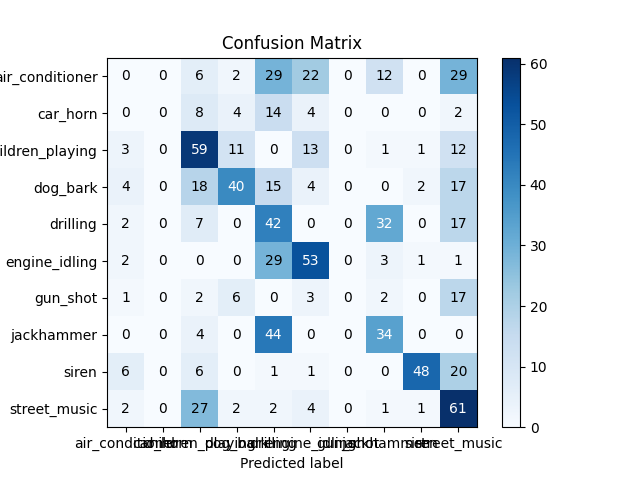 Confusion Matrix
air_conditioner 0 0 6 2 29 22 0 12 0 29
car_horn 0 0 8 4 14 4 0 0 0 2
ildren_playing 3 0 59 11 0 13 0 1 1 12
dog_bark 4 0 18 40 15 4 0 0 2 17
drilling 2 0 7 0 42 0 0 32 0 17
engine_idling 2 0 0 0 29 53 0 3 1 1
gun_shot 1 0 2 6 0 3 0 2 0 17
jackhammer 0 0 4 0 44 0 0 34 0 0
siren 6 0 6 0 1 1 0 0 48 20
street_music 2 0 27 2 2 4 0 1 1 61
street_music
Predicted label
60
50
40
30
20
10
0